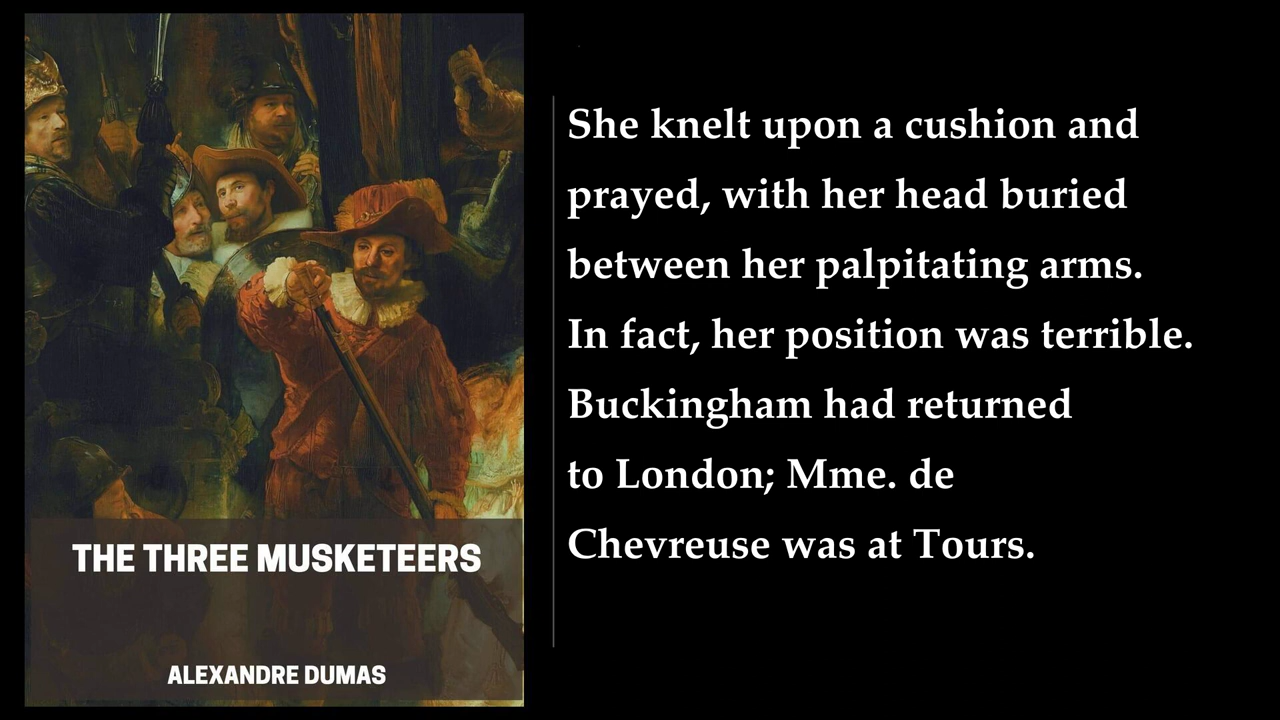 THE THREE MUSKETEERS
ALEXANDRE DUMAS
She knelt upon a cushion and
prayed, with her head buried
between her palpitating arms.
In fact, her position was terrible.
Buckingham had returned
to London; Mme. de
Chevreuse was at Tours.